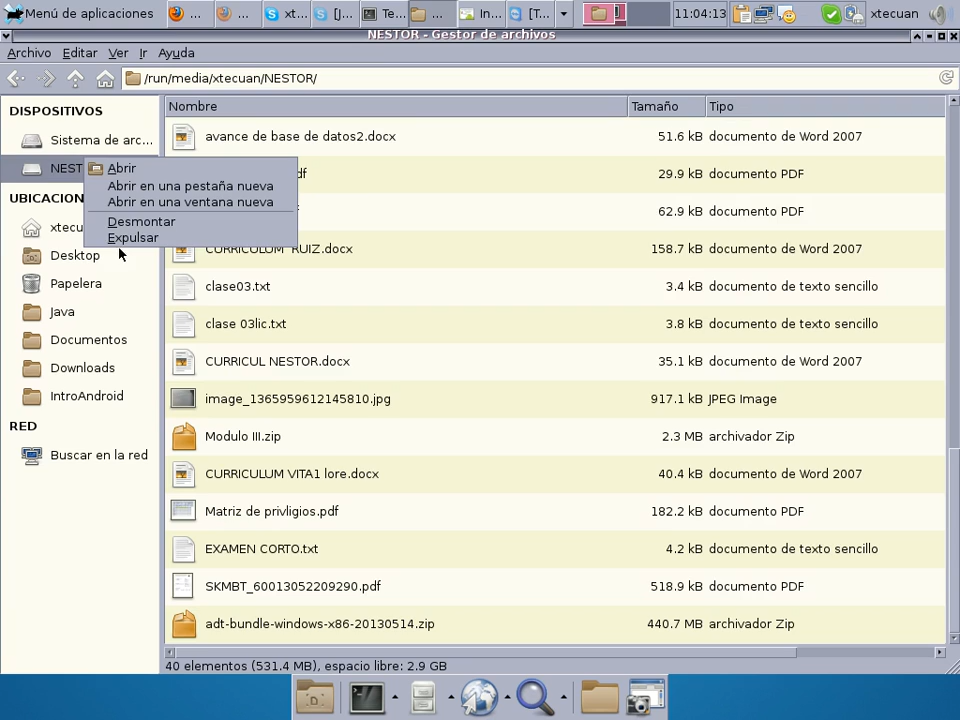 Menú de aplicaciones
...
...
xt...
[J...
Te...
...
In...
[T...
11:04:13
xtecuan
NESTOR - Gestor de archivos
Archivo Editar Ver Ir Ayuda
/run/media/xtecuan/NESTOR/
DISPOSITIVOS
Sistema de arc...
NEST
UBICACION
xtecu
Desktop
Papelera
Java
Documentos
Downloads
IntroAndroid
RED
Buscar en la red
Abrir
Abrir en una pestaña nueva
Abrir en una ventana nueva
Desmontar
Expulsar
Nombre Tamaño Tipo
avance de base de datos2.docx 51.6 kB documento de Word 2007
df 29.9 kB documento PDF
62.9 kB documento PDF
CURRICULUM RUIZ.docx 158.7 kB documento de Word 2007
clase03.txt 3.4 kB documento de texto sencillo
clase 03lic.txt 3.8 kB documento de texto sencillo
CURRICUL NESTOR.docx 35.1 kB documento de Word 2007
image_1365959612145810.jpg 917.1 kB JPEG Image
Modulo III.zip 2.3 MB archivador Zip
CURRICULUM VITA1 lore.docx 40.4 kB documento de Word 2007
Matriz de privligios.pdf 182.2 kB documento PDF
EXAMEN CORTO.txt 4.2 kB documento de texto sencillo
SKMBT_60013052209290.pdf 518.9 kB documento PDF
adt-bundle-windows-x86-20130514.zip 440.7 MB archivador Zip
40 elementos (531.4 MB), espacio libre: 2.9 GB